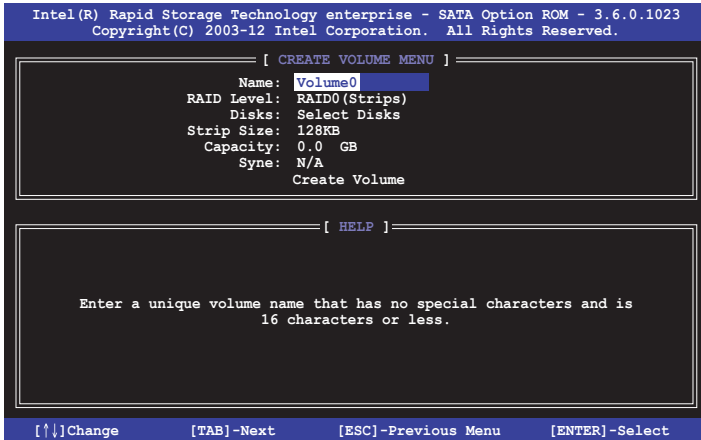 Intel(R) Rapid Storage Technology enterprise - SATA Option ROM - 3.6.0.1023
Copyright(C) 2003-12 Intel Corporation. All Rights Reserved.
[ CREATE VOLUME MENU ]
Name: Volume0
RAID Level: RAID0(Strips)
Disks: Select Disks
Strip Size: 128KB
Capacity: 0.0 GB
Syne: N/A
Create Volume
[ HELP ]
Enter a unique volume name that has no special characters and is
16 characters or less.
[↑↓]Change [TAB]-Next [ESC]-Previous Menu [ENTER]-Select